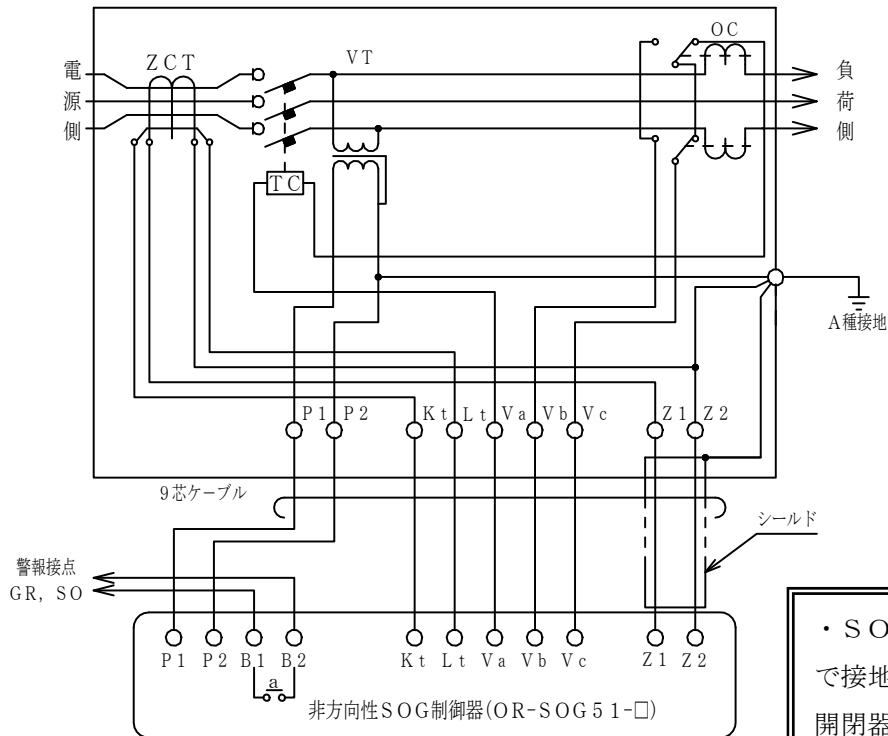 電
源
側
ZCT
VT
OC
負
荷
側
TC
A種接地
P1 P2 Kt Lt Va Vb Vc Z1 Z2
9芯ケーブル
シールド
警報接点
GR, SO
P1 P2 B1 B2 Kt Lt Va Vb Vc Z1 Z2
a
非方向性SOG制御器(OR-SOG51-□)
・SO
で接地
開閉器